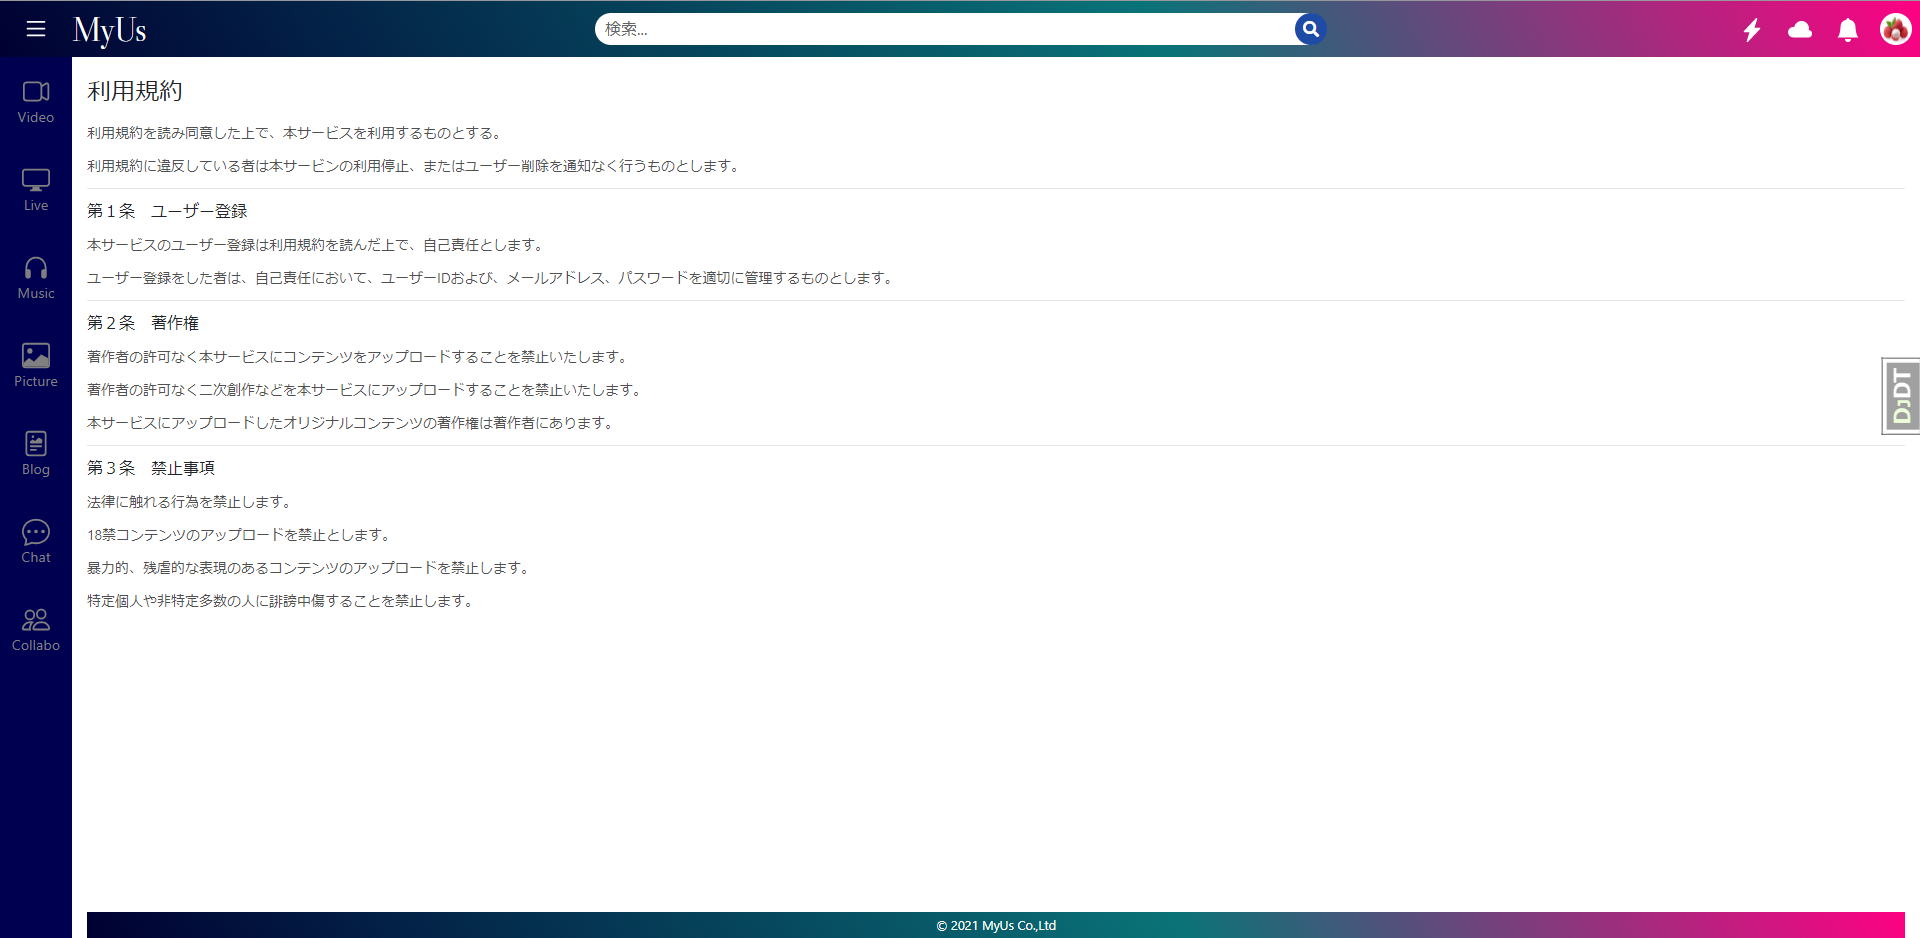 MyUs
検索...
Video
Live
Music
Picture
Blog
Chat
Collabo
利用規約
利用規約を読み同意した上で、本サービスを利用するものとする。
利用規約に違反している者は本サービンの利用停止、またはユーザー削除を通知なく行うものとします。
第１条　ユーザー登録
本サービスのユーザー登録は利用規約を読んだ上で、自己責任とします。
ユーザー登録をした者は、自己責任において、ユーザーIDおよび、メールアドレス、パスワードを適切に管理するものとします。
第２条　著作権
著作者の許可なく本サービスにコンテンツをアップロードすることを禁止いたします。
著作者の許可なく二次創作などを本サービスにアップロードすることを禁止いたします。
本サービスにアップロードしたオリジナルコンテンツの著作権は著作者にあります。
第３条　禁止事項
法律に触れる行為を禁止します。
18禁コンテンツのアップロードを禁止とします。
暴力的、残虐的な表現のあるコンテンツのアップロードを禁止します。
特定個人や非特定多数の人に誹謗中傷することを禁止します。
DJDT
© 2021 MyUs Co.,Ltd